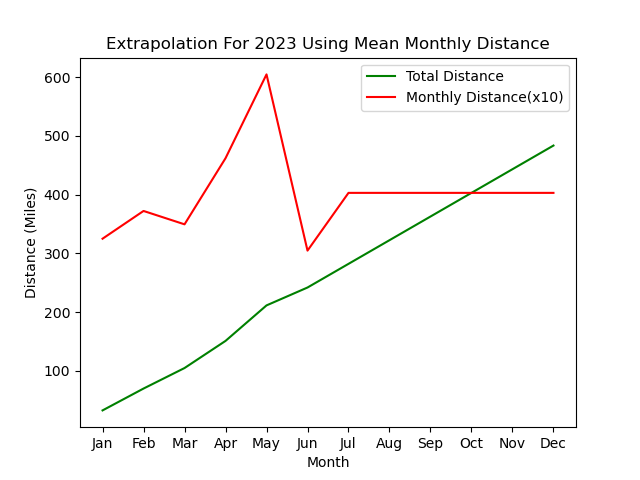 Extrapolation For 2023 Using Mean Monthly Distance
Total Distance
Monthly Distance(x10)
600
500
400
300
200
100
Distance (Miles)
Jan Feb Mar Apr May Jun Jul Aug Sep Oct Nov Dec
Month